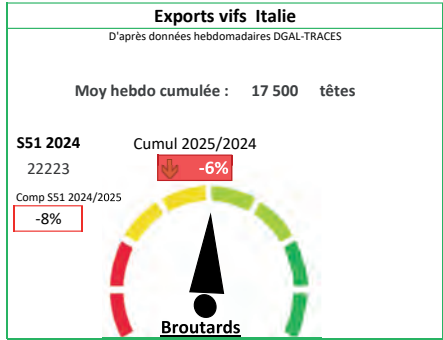 Exports vifs Italie
D'après données hebdomadaires DGAL-TRACES
Moy hebdo cumulée : 17 500 têtes
S51 2024
22223
Comp S51 2024/2025
-8%
Cumul 2025/2024
-6%
Broutards